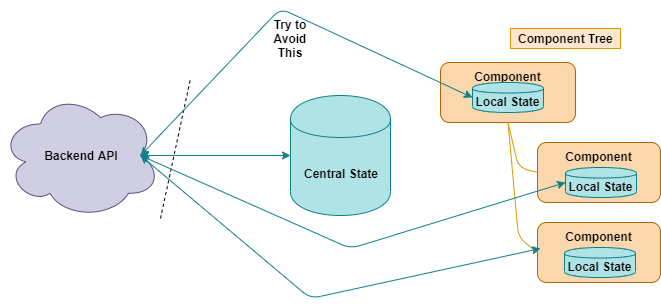 Try to
Avoid
This
Component Tree
Component
Local State
Backend API
Central State
Component
Local State
Component
Local State